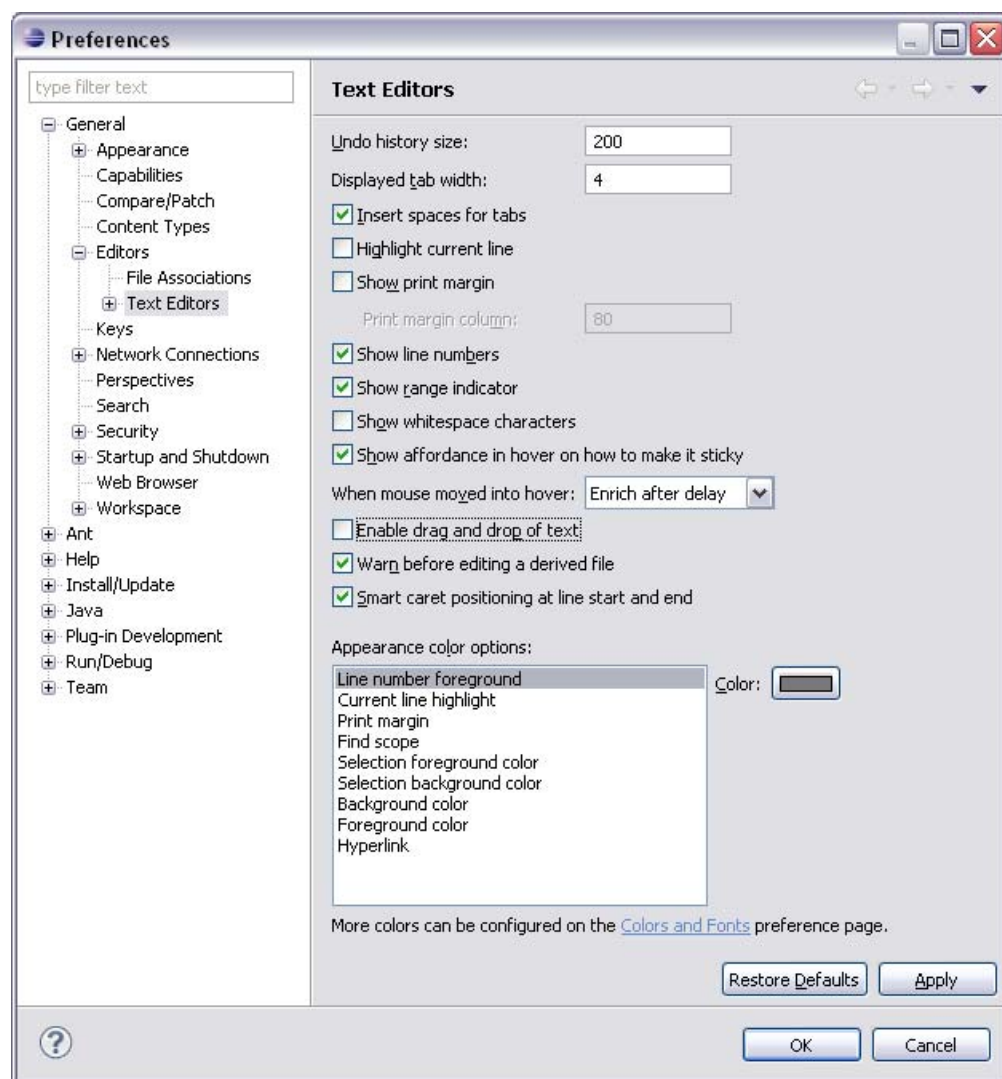 Preferences
type filter text
General
Appearance
Capabilities
Compare/Patch
Content Types
Editors
File Associations
Text Editors
Keys
Network Connections
Perspectives
Search
Security
Startup and Shutdown
Web Browser
Workspace
Ant
Help
Install/Update
Java
Plug-in Development
Run/Debug
Team
Text Editors
Undo history size: 200
Displayed tab width: 4
Insert spaces for tabs
Highlight current line
Show print margin
Print margin column: 80
Show line numbers
Show range indicator
Show whitespace characters
Show affordance in hover on how to make it sticky
When mouse moved into hover: Enrich after delay
Enable drag and drop of text
Warn before editing a derived file
Smart caret positioning at line start and end
Appearance color options:
Line number foreground
Current line highlight
Print margin
Find scope
Selection foreground color
Selection background color
Background color
Foreground color
Hyperlink
Color:
More colors can be configured on the Colors and Fonts preference page.
Restore Defaults Apply
? OK Cancel